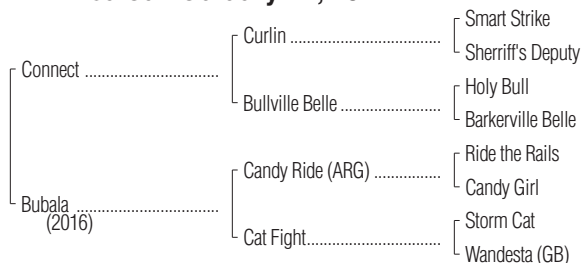 Smart Strike
Curlin ........................................
Sherriff's Deputy
Connect ....................................
Holy Bull
Bullville Belle ..........................
Barkerville Belle
Ride the Rails
Candy Ride (ARG) .................
Candy Girl
Bubala ......................................
(2016)
Storm Cat
Cat Fight...................................
Wandesta (GB)